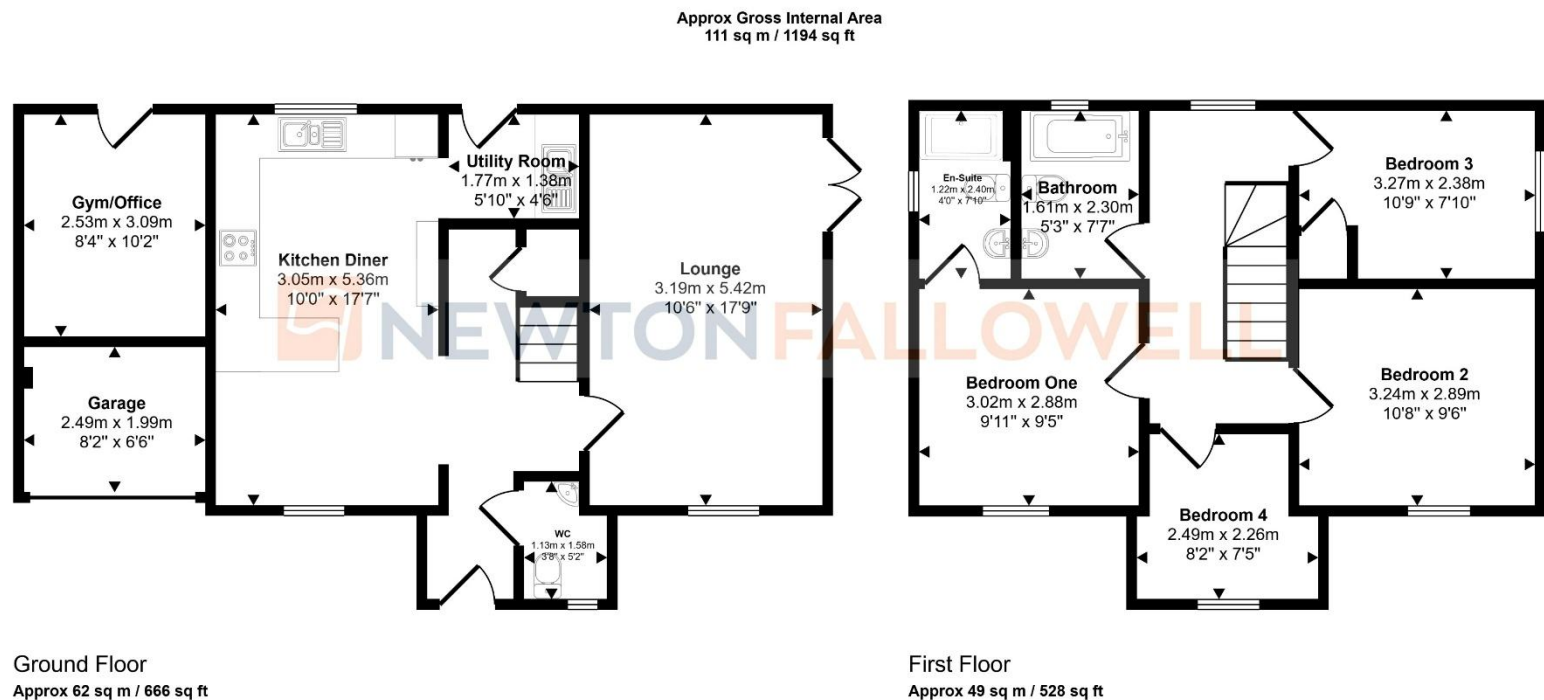 Approx Gross Internal Area
111 sq m / 1194 sq ft
Gym/Office
2.53m x 3.09m
8'4" x 10'2"
Kitchen Diner
3.05m x 5.36m
10'0" x 17'7"
Utility Room
1.77m x 1.38m
5'10" x 4'6"
Lounge
3.19m x 5.42m
10'6" x 17'9"
Garage
2.49m x 1.99m
8'2" x 6'6"
WC
1.13m x 1.58m
3'8" x 5'2"
En-Suite
1.22m x 2.40m
4'0" x 7'10"
Bathroom
1.61m x 2.30m
5'3" x 7'7"
Bedroom 3
3.27m x 2.38m
10'9" x 7'10"
Bedroom One
3.02m x 2.88m
9'11" x 9'5"
Bedroom 2
3.24m x 2.89m
10'8" x 9'6"
Bedroom 4
2.49m x 2.26m
8'2" x 7'5"
NEWTONFALLOWELL
Ground Floor
Approx 62 sq m / 666 sq ft
First Floor
Approx 49 sq m / 528 sq ft